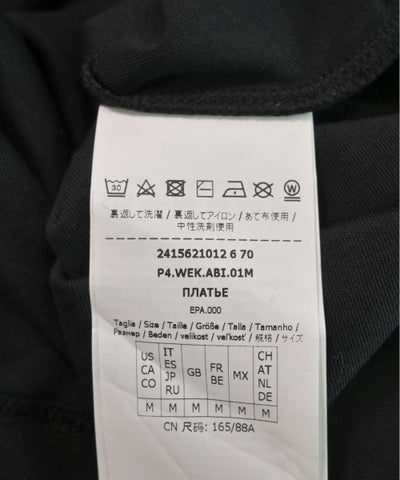 30 W
裏返して洗濯 / 裏返してアイロン / あて布使用 /
中性洗剤使用
2415621012 6 70
P4.WEK.ABI.01M
ПЛАТЬЕ
EPA.000
Taglia / Size / Taille / Größe / Talla / Tamanho /
Размер / Beden / velikost / veľkosť / 規格 / サイズ
US CA CO IT ES JP RU GB FR BE MX CH AT NL DE
M M M M M M
CN 尺码: 165/88A